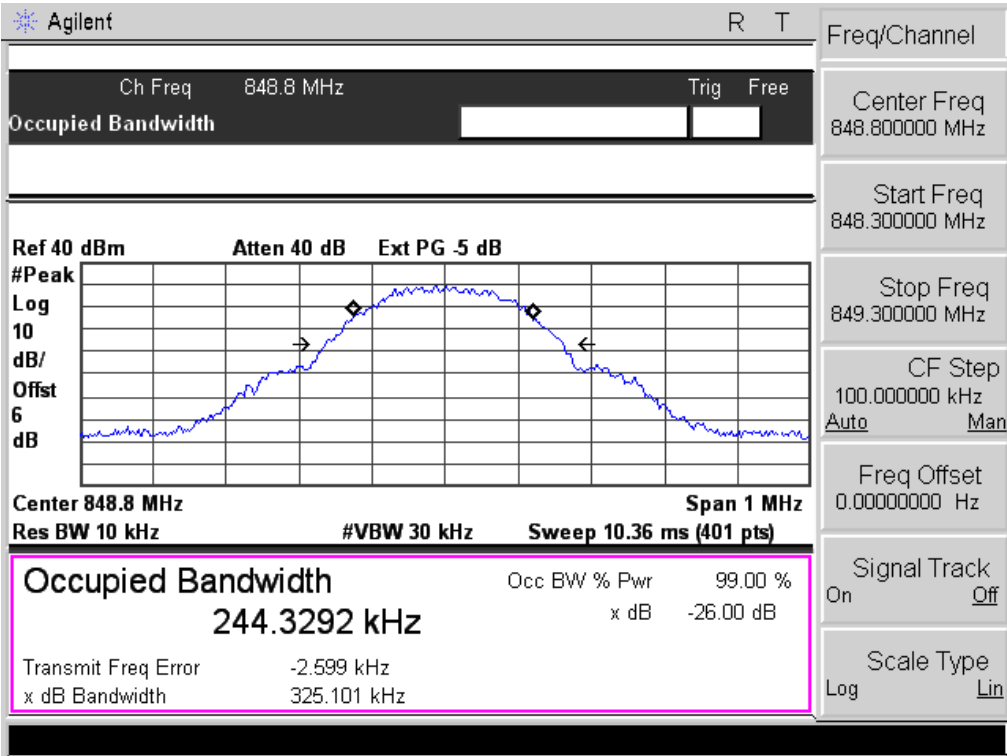 Agilent R T
Ch Freq 848.8 MHz Trig Free
Occupied Bandwidth
Ref 40 dBm Atten 40 dB Ext PG -5 dB
#Peak
Log
10
dB/
Offst
6
dB
Center 848.8 MHz Span 1 MHz
Res BW 10 kHz #VBW 30 kHz Sweep 10.36 ms (401 pts)
Occupied Bandwidth Occ BW % Pwr 99.00 %
244.3292 kHz x dB -26.00 dB
Transmit Freq Error -2.599 kHz
x dB Bandwidth 325.101 kHz
Freq/Channel
Center Freq
848.800000 MHz
Start Freq
848.300000 MHz
Stop Freq
849.300000 MHz
CF Step
100.000000 kHz
Auto Man
Freq Offset
0.00000000 Hz
Signal Track
On Off
Scale Type
Log Lin